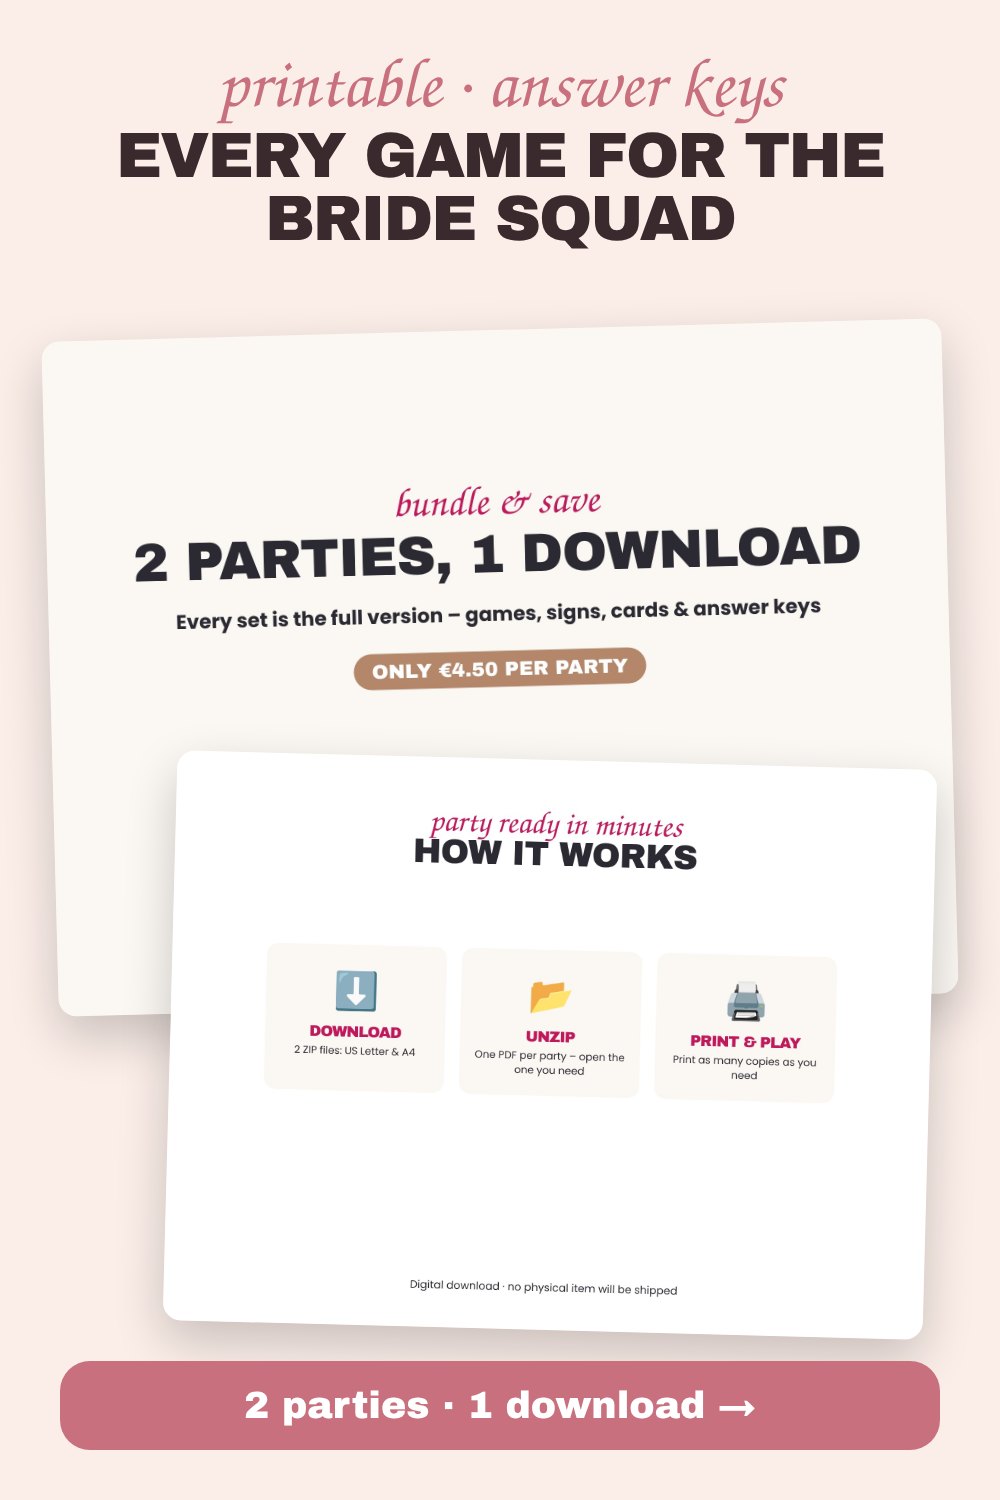 printable · answer keys
EVERY GAME FOR THE
BRIDE SQUAD
bundle & save
2 PARTIES, 1 DOWNLOAD
Every set is the full version – games, signs, cards & answer keys
ONLY €4.50 PER PARTY
party ready in minutes
HOW IT WORKS
DOWNLOAD
2 ZIP files: US Letter & A4
UNZIP
One PDF per party – open the
one you need
PRINT & PLAY
Print as many copies as you
need
Digital download · no physical item will be shipped
2 parties · 1 download →